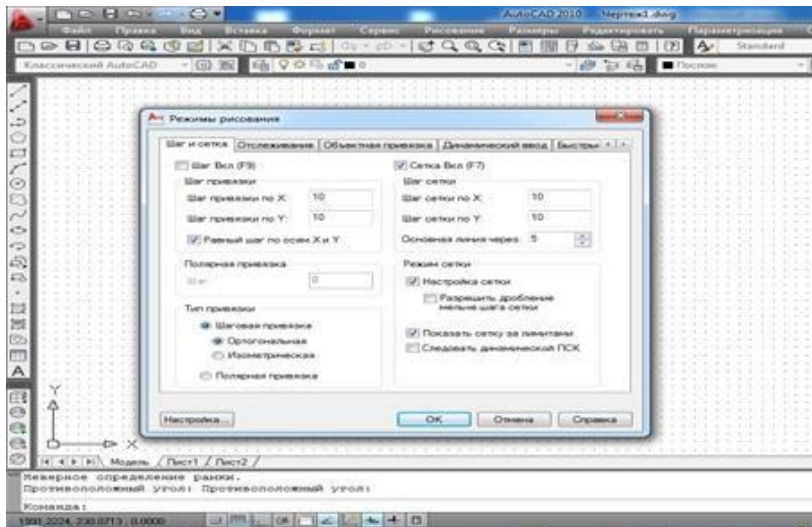 AutoCAD 2010 Чертеж1.dwg
Файл Правка Вид Вставка Формат Сервис Рисование Размеры Редактировать Параметризация
Standard
Классический AutoCAD
0
Послою
Режимы рисования
Шаг и сетка Отслеживание Объектная привязка Динамический ввод Быстры
Шаг Вкл (F9)
Сетка Вкл (F7)
Шаг привязки
Шаг сетки
Шаг привязки по X: 10
Шаг сетки по X: 10
Шаг привязки по Y: 10
Шаг сетки по Y: 10
Равный шаг по осям X и Y
Основная линия через: 5
Полярная привязка
Режим сетки
Шаг: 0
Настройка сетки
Разрешить дробление
мельче шага сетки
Тип привязки
Шаговая привязка
Показать сетку за лимитами
Ортогональная
Следовать динамической ПСК
Изометрическая
Полярная привязка
Настройка...
OK
Отмена
Справка
A
Y
X
Модель / Лист1 / Лист2 /
Неверное определение рамки.
Противоположный угол: Противоположный угол:
Команда: